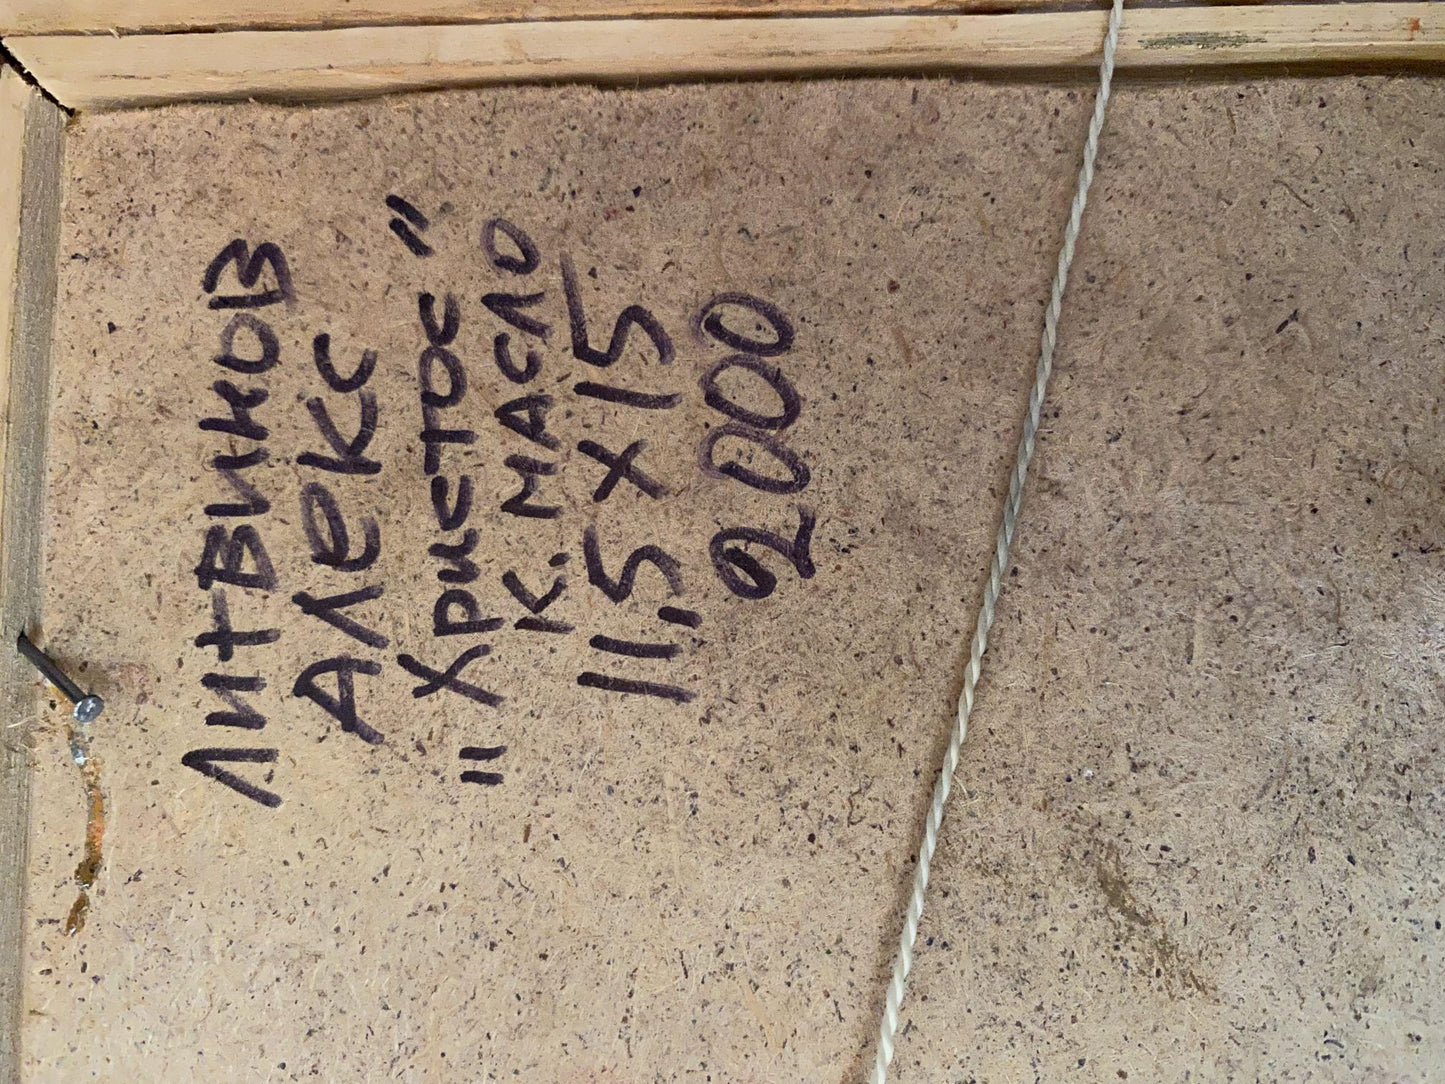 Литвинов
Алекс
"Христос"
К. масло
11,5 х 15
2000